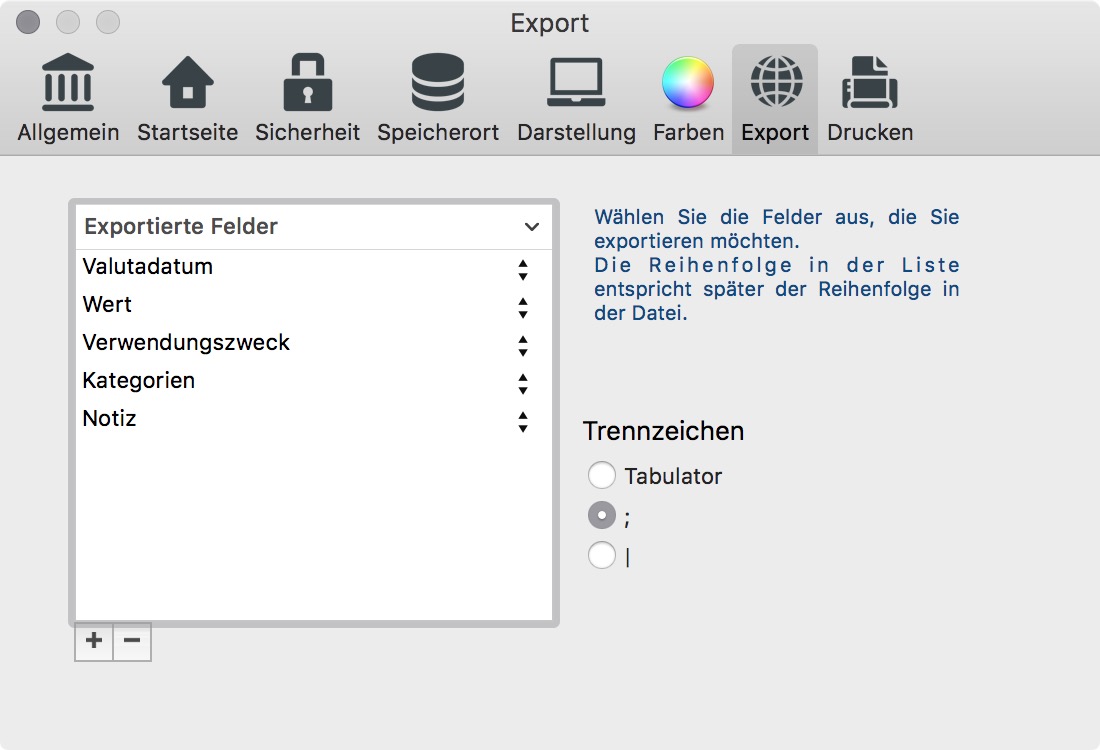 Export
Allgemein Startseite Sicherheit Speicherort Darstellung Farben Export Drucken
Exportierte Felder
Valutadatum
Wert
Verwendungszweck
Kategorien
Notiz
Wählen Sie die Felder aus, die Sie
exportieren möchten.
Die Reihenfolge in der Liste
entspricht später der Reihenfolge in
der Datei.
Trennzeichen
Tabulator
;
|